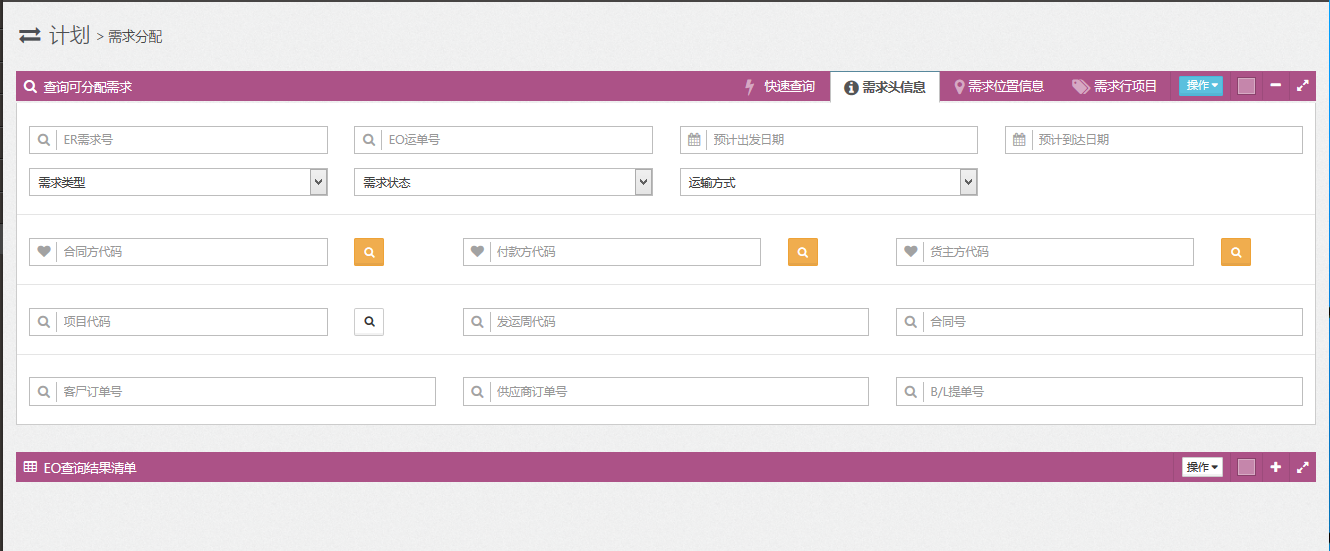 计划 > 需求分配
查询可分配需求 快速查询 需求头信息 需求位置信息 需求行项目 操作
ER需求号 EO运单号 预计出发日期 预计到达日期
需求类型 需求状态 运输方式
合同方代码 付款方代码 货主方代码
项目代码 发运周代码 合同号
客户订单号 供应商订单号 B/L提单号
EO查询结果清单 操作